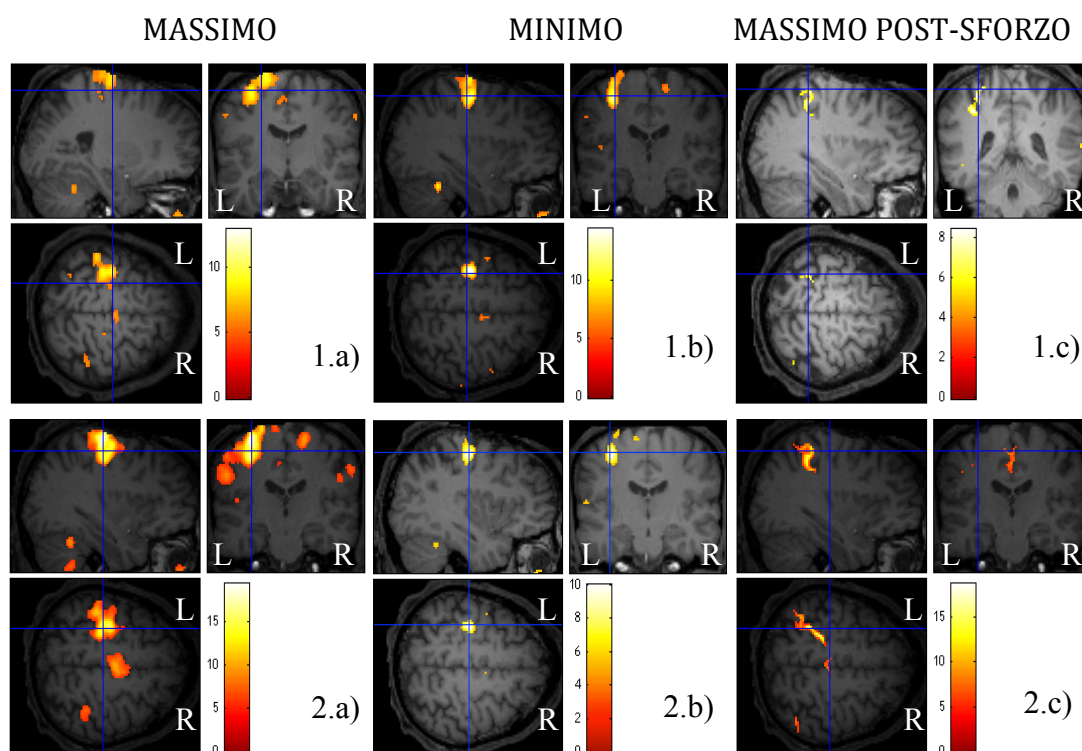 MASSIMO MINIMO MASSIMO POST-SFORZO
L R L R L R
L L L
10 10 8
6
5 5 4
2
R R R
0 0 0
1.a) 1.b) 1.c)
L R L R L R
L L L
15 10 15
8
10 6 10
4
5 5
2
R R R
0 0 0
2.a) 2.b) 2.c)